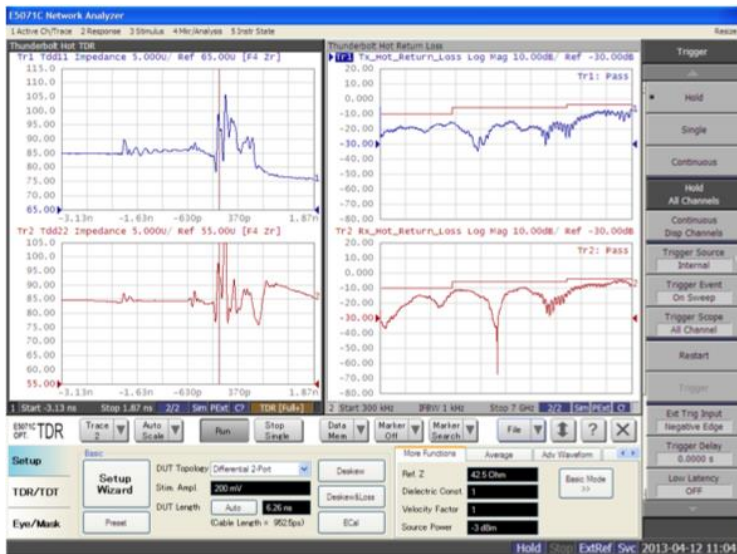 E5071C Network Analyzer
1 Active Ch/Trace 2 Response 3 Stimulus 4 Mkr/Analysis 5 Instr State
Resize
Thunderbolt Hot TDR
Tr1 Tdd11 Impedance 5.000U/ Ref 65.00U [F4 Zr]
115.0
110.0
105.0
100.0
95.00
90.00
85.00
80.00
75.00
70.00
65.00
-3.13n -1.63n -630p 370p 1.87n
Tr2 Tdd22 Impedance 5.000U/ Ref 55.00U [F4 Zr]
105.0
100.0
95.00
90.00
85.00
80.00
75.00
70.00
65.00
60.00
55.00
1 Start -3.13 ns Stop 1.87 ns 2/2 Sim PExt C? TDR [Full+]
Thunderbolt Hot Return Loss
Tr1 Tx_Hot_Return_Loss Log Mag 10.00dB/ Ref -30.00dB
Tr1: Pass
20.00
10.00
0.000
-10.00
-20.00
-30.00
-40.00
-50.00
-60.00
-70.00
-80.00
Tr2 Rx_Hot_Return_Loss Log Mag 10.00dB/ Ref -30.00dB
Tr2: Pass
20.00
10.00
0.000
-10.00
-20.00
-30.00
-40.00
-50.00
-60.00
-70.00
-80.00
2 Start 300 kHz IFBW 1 kHz Stop 7 GHz 2/2 Sim PExt
Trigger
Hold
Single
Continuous
Hold
All Channels
Continuous
Disp Channels
Trigger Source
Internal
Trigger Event
On Sweep
Trigger Scope
All Channel
Restart
Trigger
Ext Trig Input
Negative Edge
Trigger Delay
0.0000 s
Low Latency
OFF
E5071C
OPT. TDR
Trace
2
Auto
Scale
Run
Stop
Single
Data
Mem
Marker
Off
Marker
Search
File
?
X
Setup
TDR/TDT
Eye/Mask
Basic
Setup
Wizard
Preset
DUT Topology Differential 2-Port
Stim. Ampl. 200 mV
DUT Length Auto 6.26 ns
(Cable Length = 952.5ps)
Deskew
Deskew&Loss
ECal
More Functions Average Adv Waveform
Ref. Z 42.5 Ohm
Dielectric Const. 1
Velocity Factor 1
Source Power -3 dBm
Basic Mode
>>
Hold Stop ExtRef Svc 2013-04-12 11:04